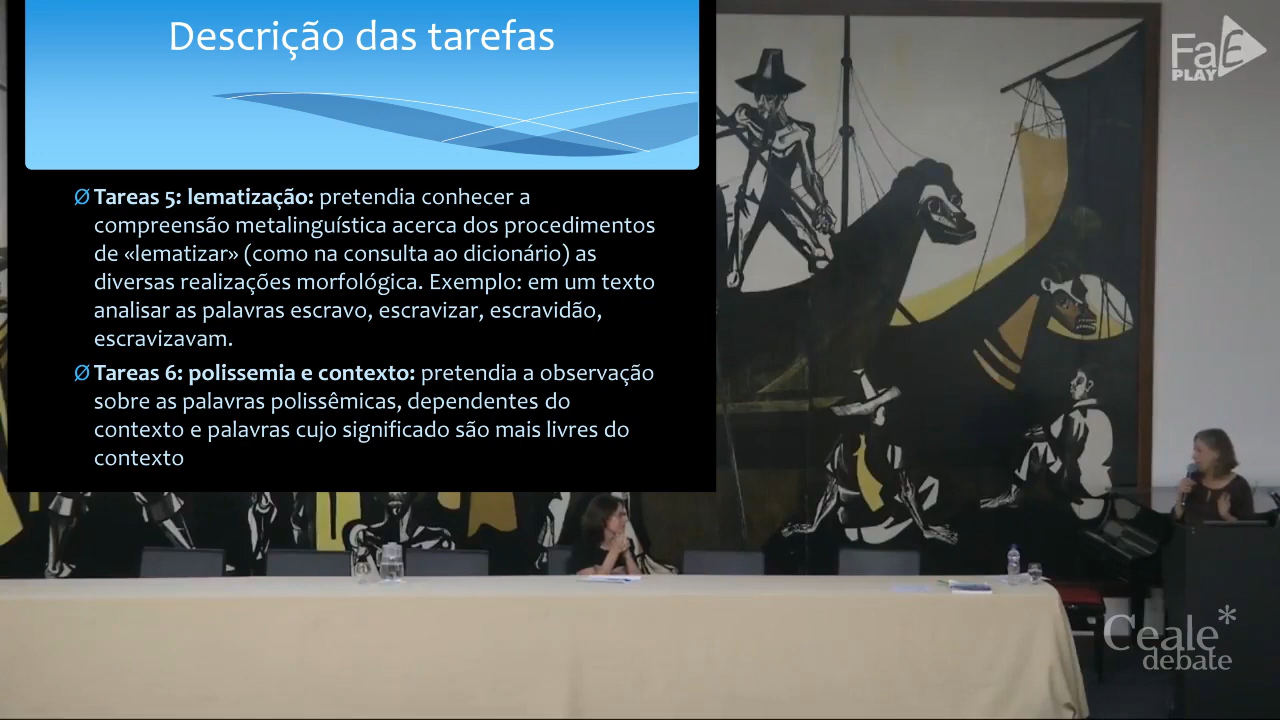 Descrição das tarefas
Ø Tareas 5: lematização: pretendia conhecer a
compreensão metalinguística acerca dos procedimentos
de «lematizar» (como na consulta ao dicionário) as
diversas realizações morfológica. Exemplo: em um texto
analisar as palavras escravo, escravizar, escravidão,
escravizavam.
Ø Tareas 6: polissemia e contexto: pretendia a observação
sobre as palavras polissêmicas, dependentes do
contexto e palavras cujo significado são mais livres do
contexto
FaE
PLAY
Ceale*
debate